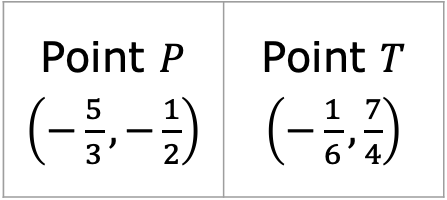 Point P
(−5/3, −1/2)
Point T
(−1/6, 7/4)